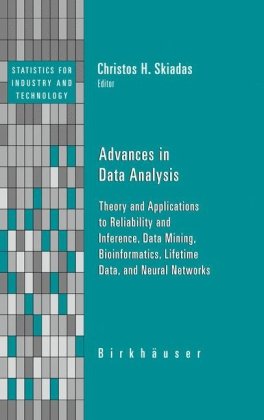 STATISTICS FOR
INDUSTRY AND
TECHNOLOGY
Christos H. Skiadas
Editor
Advances in
Data Analysis
Theory and Applications
to Reliability and
Inference, Data Mining,
Bioinformatics, Lifetime
Data, and Neural Networks
Birkhäuser